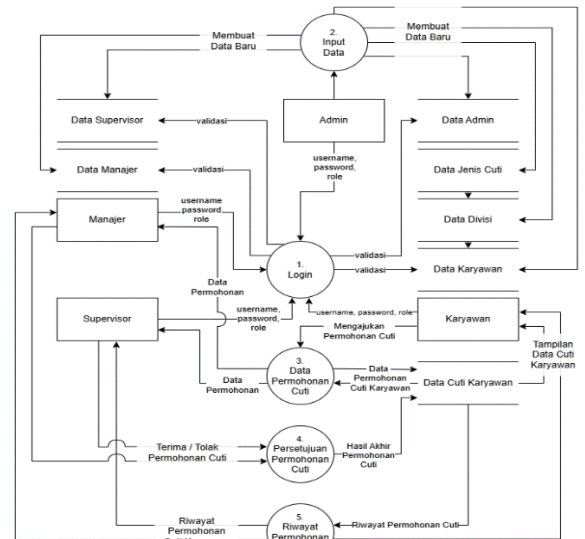 Membuat
Data Baru
2.
Input
Data
Membuat
Data Baru
Data Supervisor
validasi
Admin
Data Admin
username,
password,
role
Data Manajer
validasi
Data Jenis Cuti
Manajer
username
password
role
Data Divisi
1.
Login
validasi
validasi
Data Karyawan
Data
Permohonan
Supervisor
username,
password,
role
username, password, role
Karyawan
Mengajukan
Permohonan Cuti
Tampilan
Data Cuti
Karyawan
3.
Data
Permohonan
Cuti
Data
Permohonan
Data
Permohonan
Cuti Karyawan
Data Cuti Karyawan
Terima / Tolak
Permohonan Cuti
4.
Persetujuan
Permohonan
Cuti
Hasil Akhir
Permohonan
Cuti
Riwayat
Permohonan
5.
Riwayat
Permohonan
Riwayat Permohonan Cuti